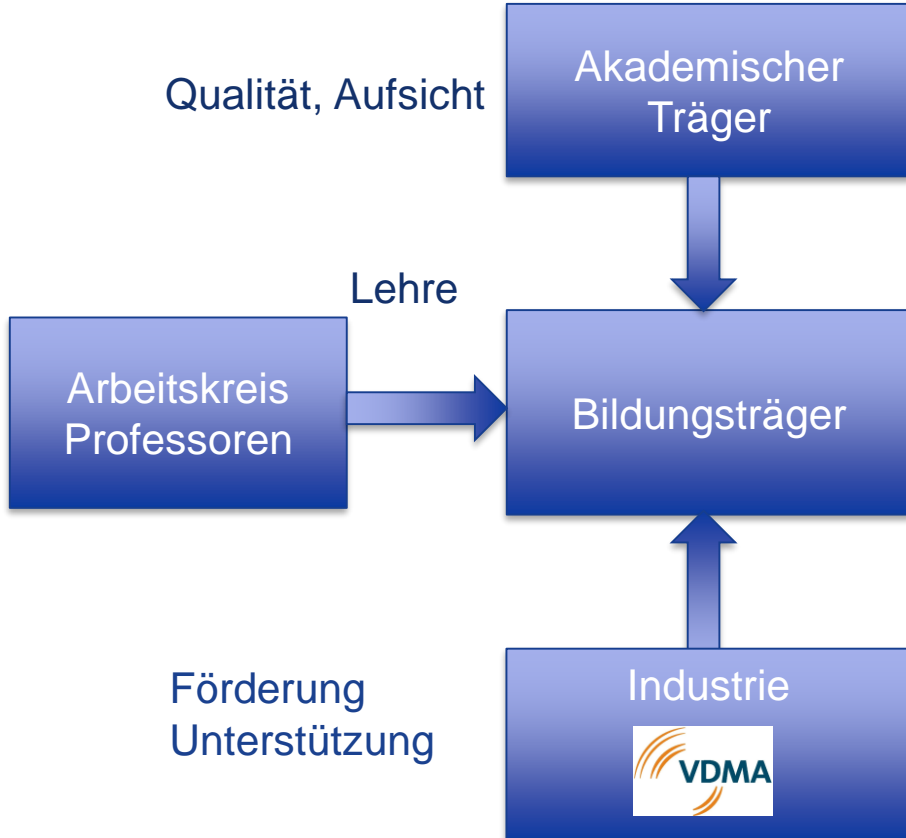 Akademischer
Träger
Qualität, Aufsicht
Lehre
Arbeitskreis
Professoren
Bildungsträger
Förderung
Unterstützung
Industrie
VDMA